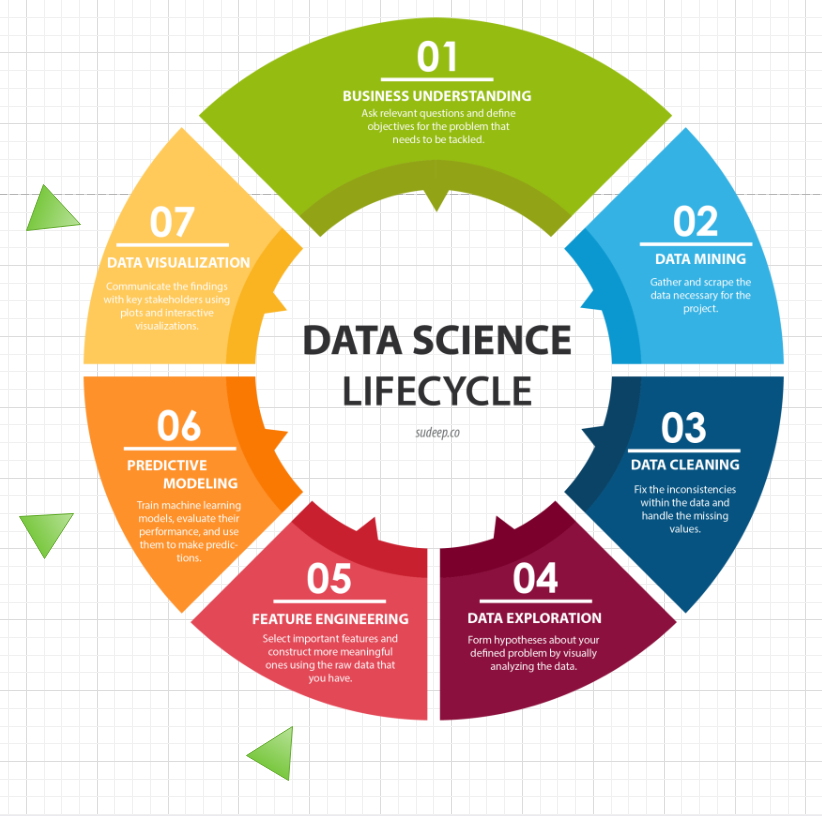 01
BUSINESS UNDERSTANDING
Ask relevant questions and define
objectives for the problem that
needs to be tackled.
02
DATA MINING
Gather and scrape the
data necessary for the
project.
03
DATA CLEANING
Fix the inconsistencies
within the data and
handle the missing
values.
04
DATA EXPLORATION
Form hypotheses about your
defined problem by visually
analyzing the data.
05
FEATURE ENGINEERING
Select important features and
construct more meaningful
ones using the raw data that
you have.
06
PREDICTIVE
MODELING
Train machine learning
models, evaluate their
performance, and use
them to make predic-
tions.
07
DATA VISUALIZATION
Communicate the findings
with key stakeholders using
plots and interactive
visualizations.
DATA SCIENCE
LIFECYCLE
sudeep.co